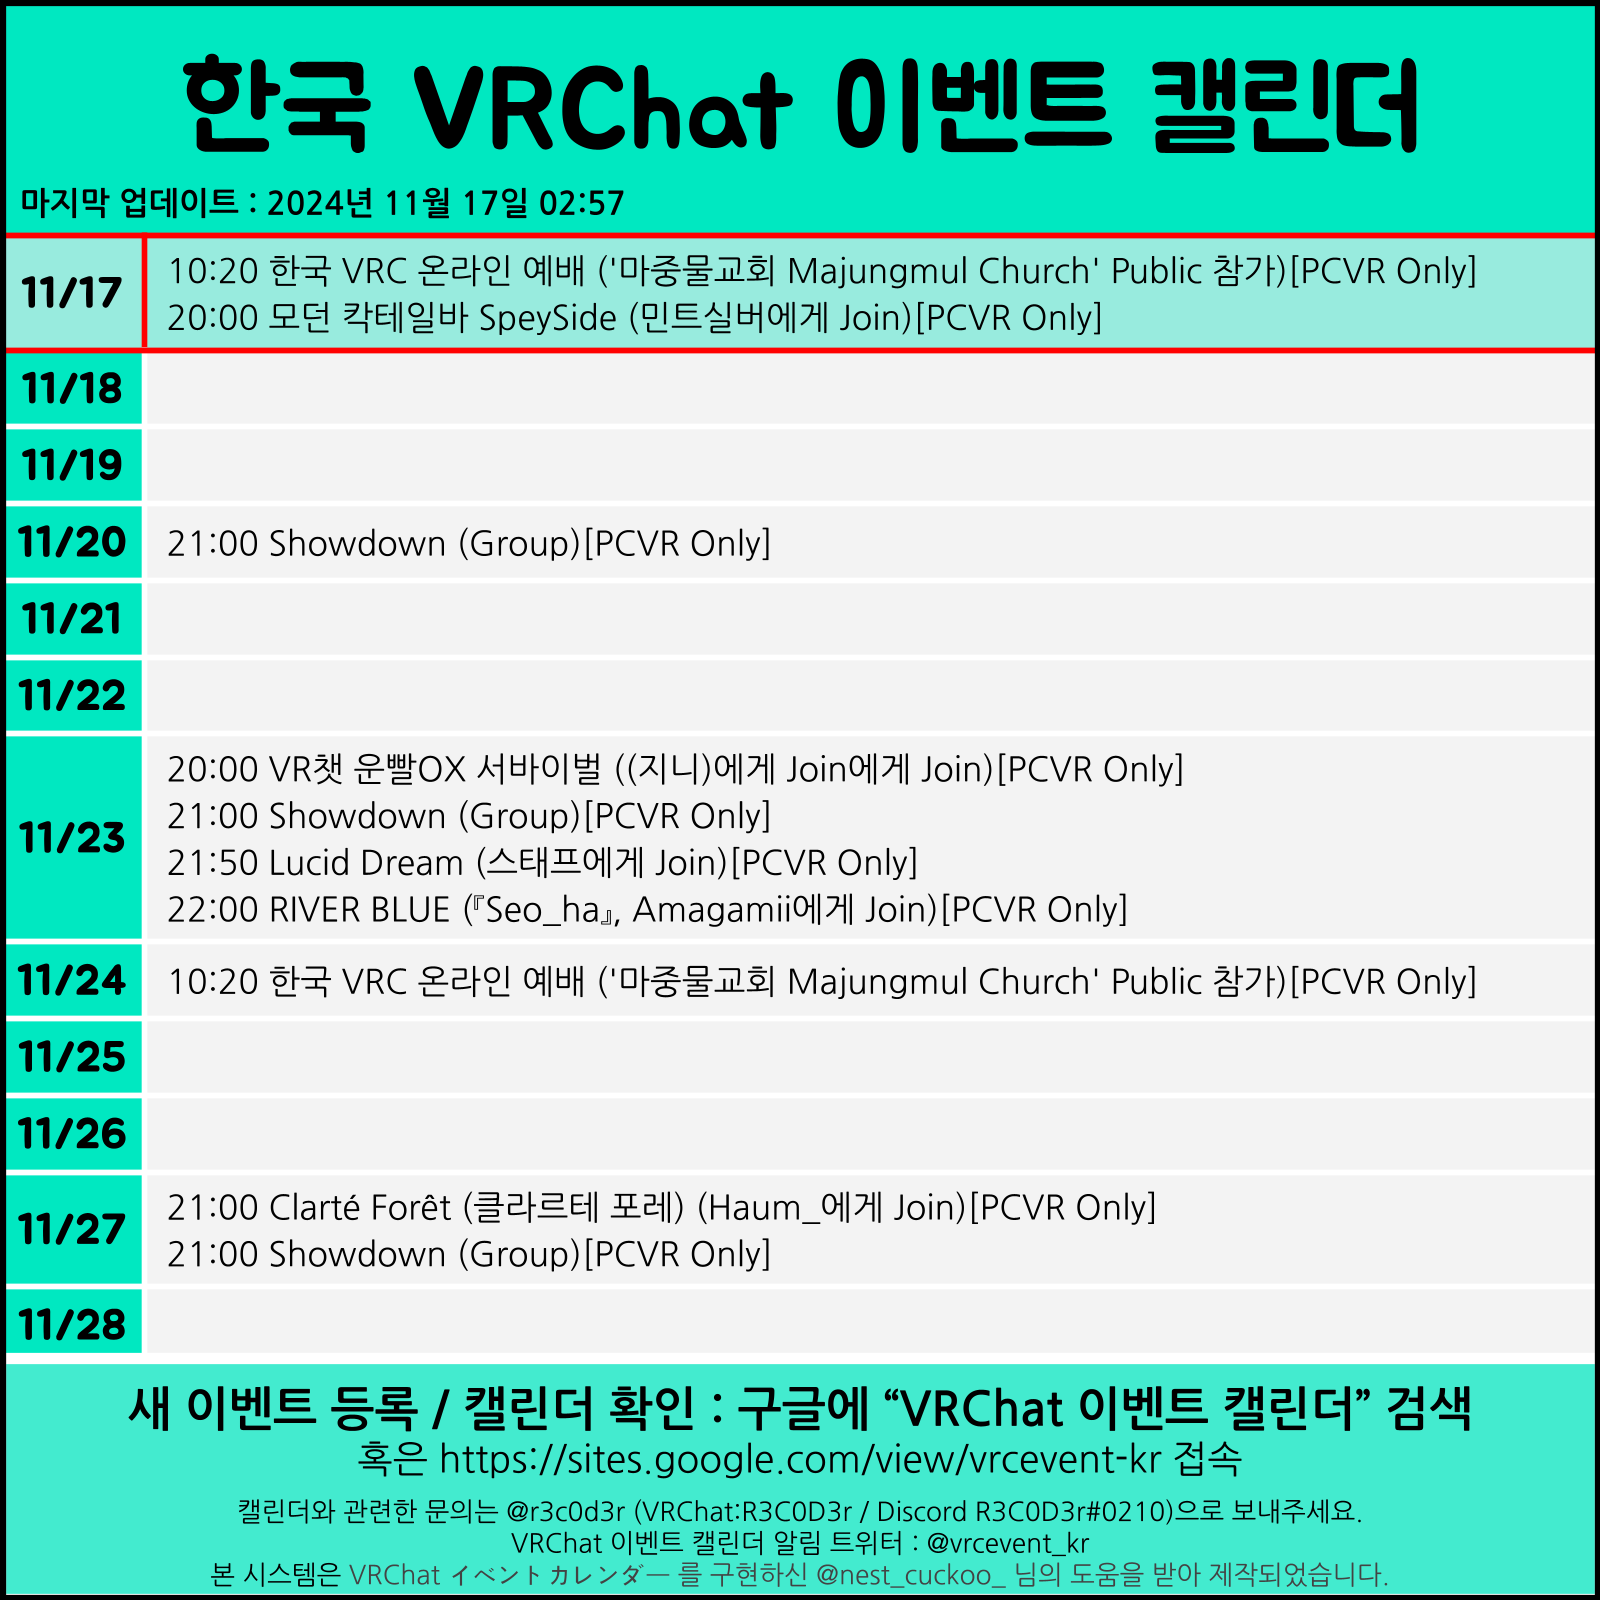 한국 VRChat 이벤트 캘린더
마지막 업데이트 : 2024년 11월 17일 02:57
11/17
10:20 한국 VRC 온라인 예배 ('마중물교회 Majungmul Church' Public 참가)[PCVR Only]
20:00 모던 칵테일바 SpeySide (민트실버에게 Join)[PCVR Only]
11/18
11/19
11/20
21:00 Showdown (Group)[PCVR Only]
11/21
11/22
11/23
20:00 VR챗 운빨OX 서바이벌 ((지니)에게 Join에게 Join)[PCVR Only]
21:00 Showdown (Group)[PCVR Only]
21:50 Lucid Dream (스태프에게 Join)[PCVR Only]
22:00 RIVER BLUE (『Seo_ha』, Amagamii에게 Join)[PCVR Only]
11/24
10:20 한국 VRC 온라인 예배 ('마중물교회 Majungmul Church' Public 참가)[PCVR Only]
11/25
11/26
11/27
21:00 Clarté Forêt (클라르테 포레) (Haum_에게 Join)[PCVR Only]
21:00 Showdown (Group)[PCVR Only]
11/28
새 이벤트 등록 / 캘린더 확인 : 구글에 “VRChat 이벤트 캘린더” 검색
혹은 https://sites.google.com/view/vrcevent-kr 접속
캘린더와 관련한 문의는 @r3c0d3r (VRChat:R3C0D3r / Discord R3C0D3r#0210)으로 보내주세요.
VRChat 이벤트 캘린더 알림 트위터 : @vrcevent_kr
본 시스템은 VRChat イベントカレンダー 를 구현하신 @nest_cuckoo_ 님의 도움을 받아 제작되었습니다.